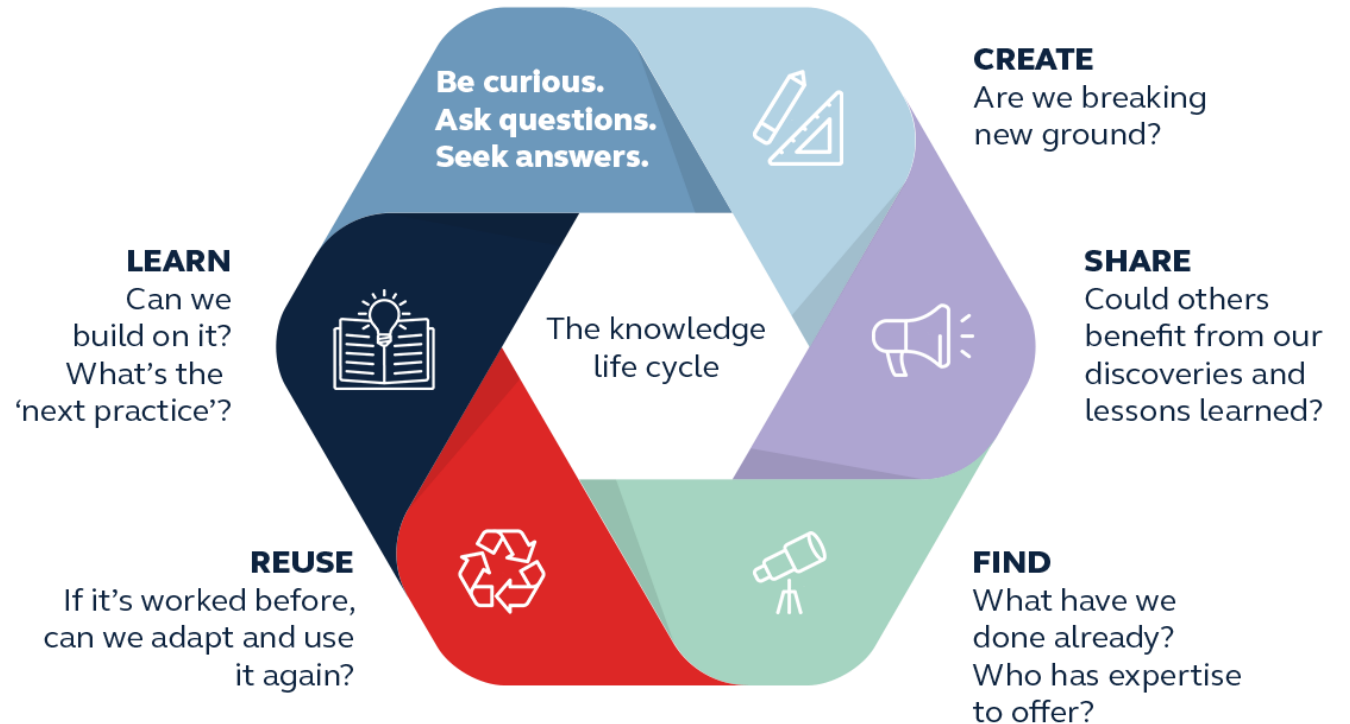 Be curious.
Ask questions.
Seek answers.
CREATE
Are we breaking
new ground?
SHARE
Could others
benefit from our
discoveries and
lessons learned?
FIND
What have we
done already?
Who has expertise
to offer?
REUSE
If it’s worked before,
can we adapt and use
it again?
LEARN
Can we
build on it?
What’s the
‘next practice’?
The knowledge
life cycle